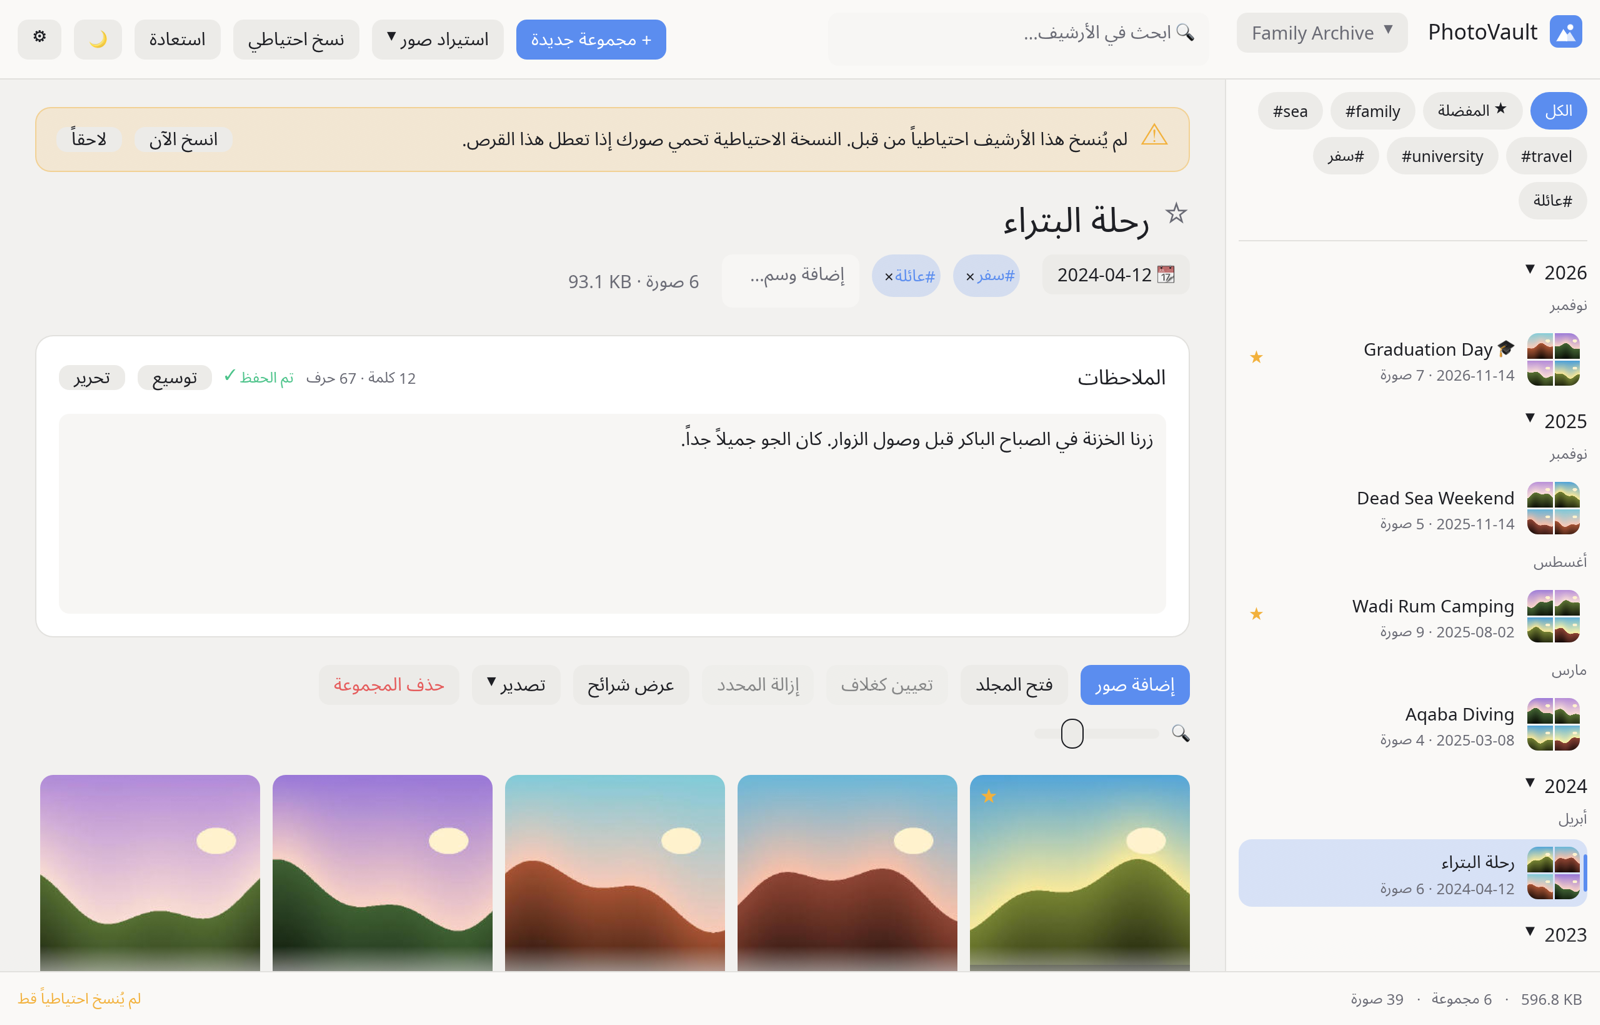 PhotoVault
Family Archive ▼
🔍 ابحث في الأرشيف...
+ مجموعة جديدة
استيراد صور ▼
نسخ احتياطي
استعادة
الكل
★ المفضلة
#family
#sea
#travel
#university
#سفر
#عائلة
2026 ▼
نوفمبر
Graduation Day 🎓
2026-11-14 · 7 صورة
2025 ▼
نوفمبر
Dead Sea Weekend
2025-11-14 · 5 صورة
أغسطس
Wadi Rum Camping
2025-08-02 · 9 صورة
مارس
Aqaba Diving
2025-03-08 · 4 صورة
2024 ▼
أبريل
رحلة البتراء
2024-04-12 · 6 صورة
2023 ▼
لم يُنسخ هذا الأرشيف احتياطياً من قبل. النسخة الاحتياطية تحمي صورك إذا تعطل هذا القرص.
انسخ الآن
لاحقاً
رحلة البتراء
📅 2024-04-12
#سفر ×
#عائلة ×
إضافة وسم...
6 صورة · 93.1 KB
الملاحظات
12 كلمة · 67 حرف
تم الحفظ ✓
توسيع
تحرير
زرنا الخزنة في الصباح الباكر قبل وصول الزوار. كان الجو جميلاً جداً.
إضافة صور
فتح المجلد
تعيين كغلاف
إزالة المحدد
عرض شرائح
تصدير ▼
حذف المجموعة
596.8 KB · 6 مجموعة · 39 صورة
لم يُنسخ احتياطياً قط